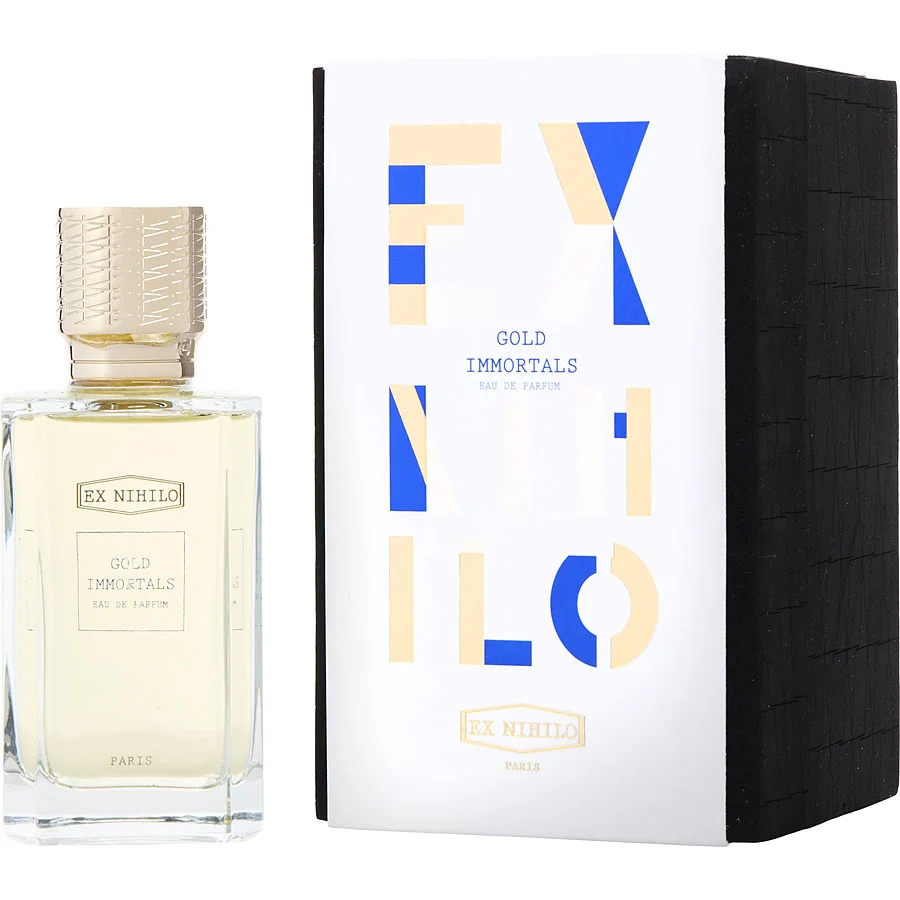 EX NIHILO
GOLD
IMMORTALS
EAU DE PARFUM
PARIS
EX
NIHILO
GOLD
IMMORTALS
EAU DE PARFUM
EX NIHILO
PARIS